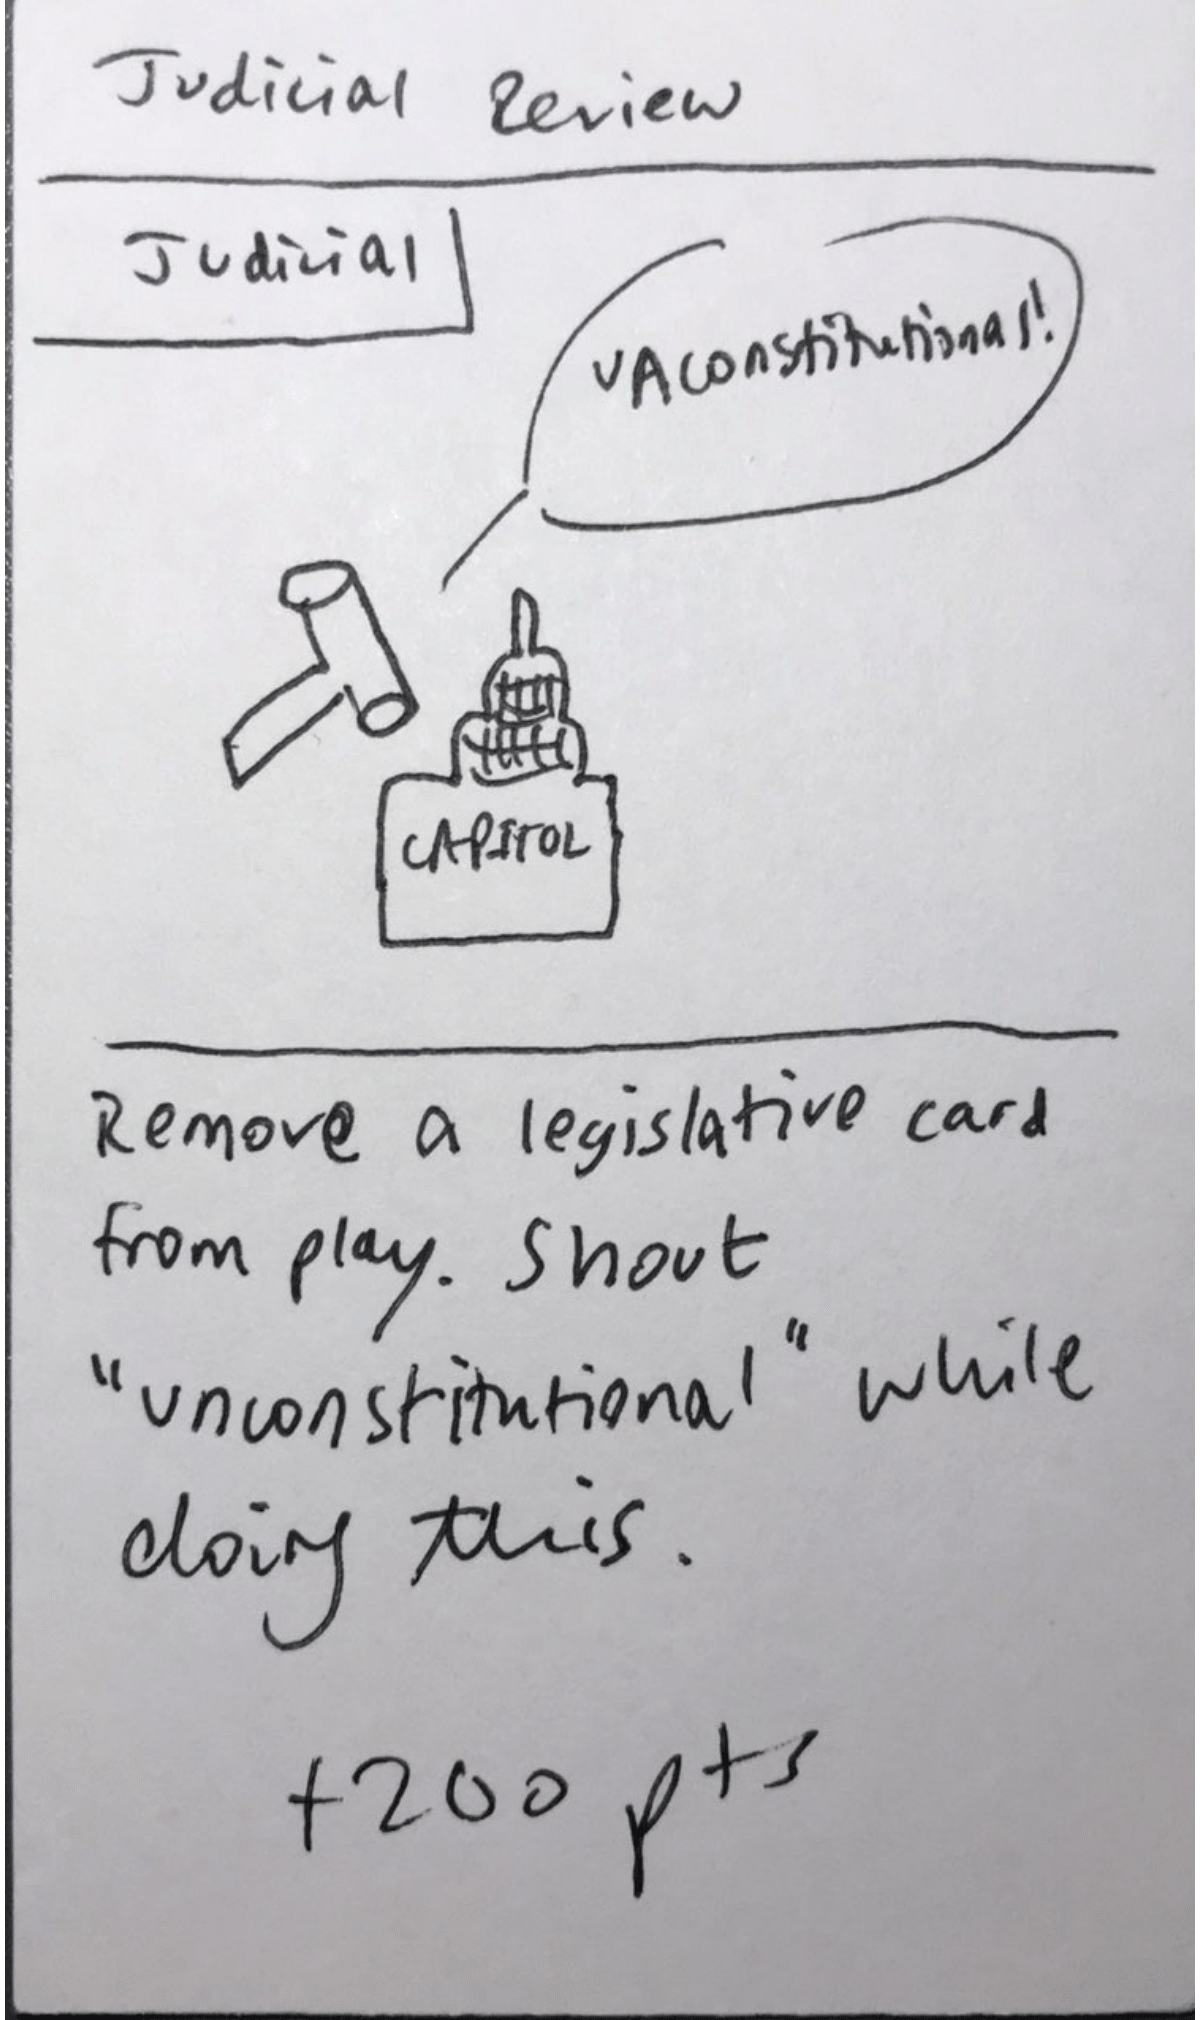 Judicial Review
Judicial
Unconstitutional!
CAPITOL
Remove a legislative card
from play. Shout
"unconstitutional" while
doing this.
+200 pts